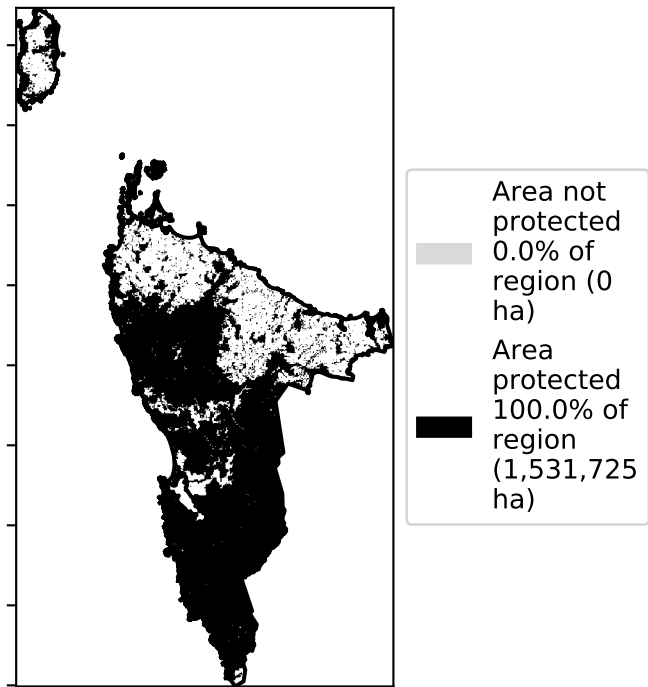 Area not
protected
0.0% of
region (0
ha)
Area
protected
100.0% of
region
(1,531,725
ha)